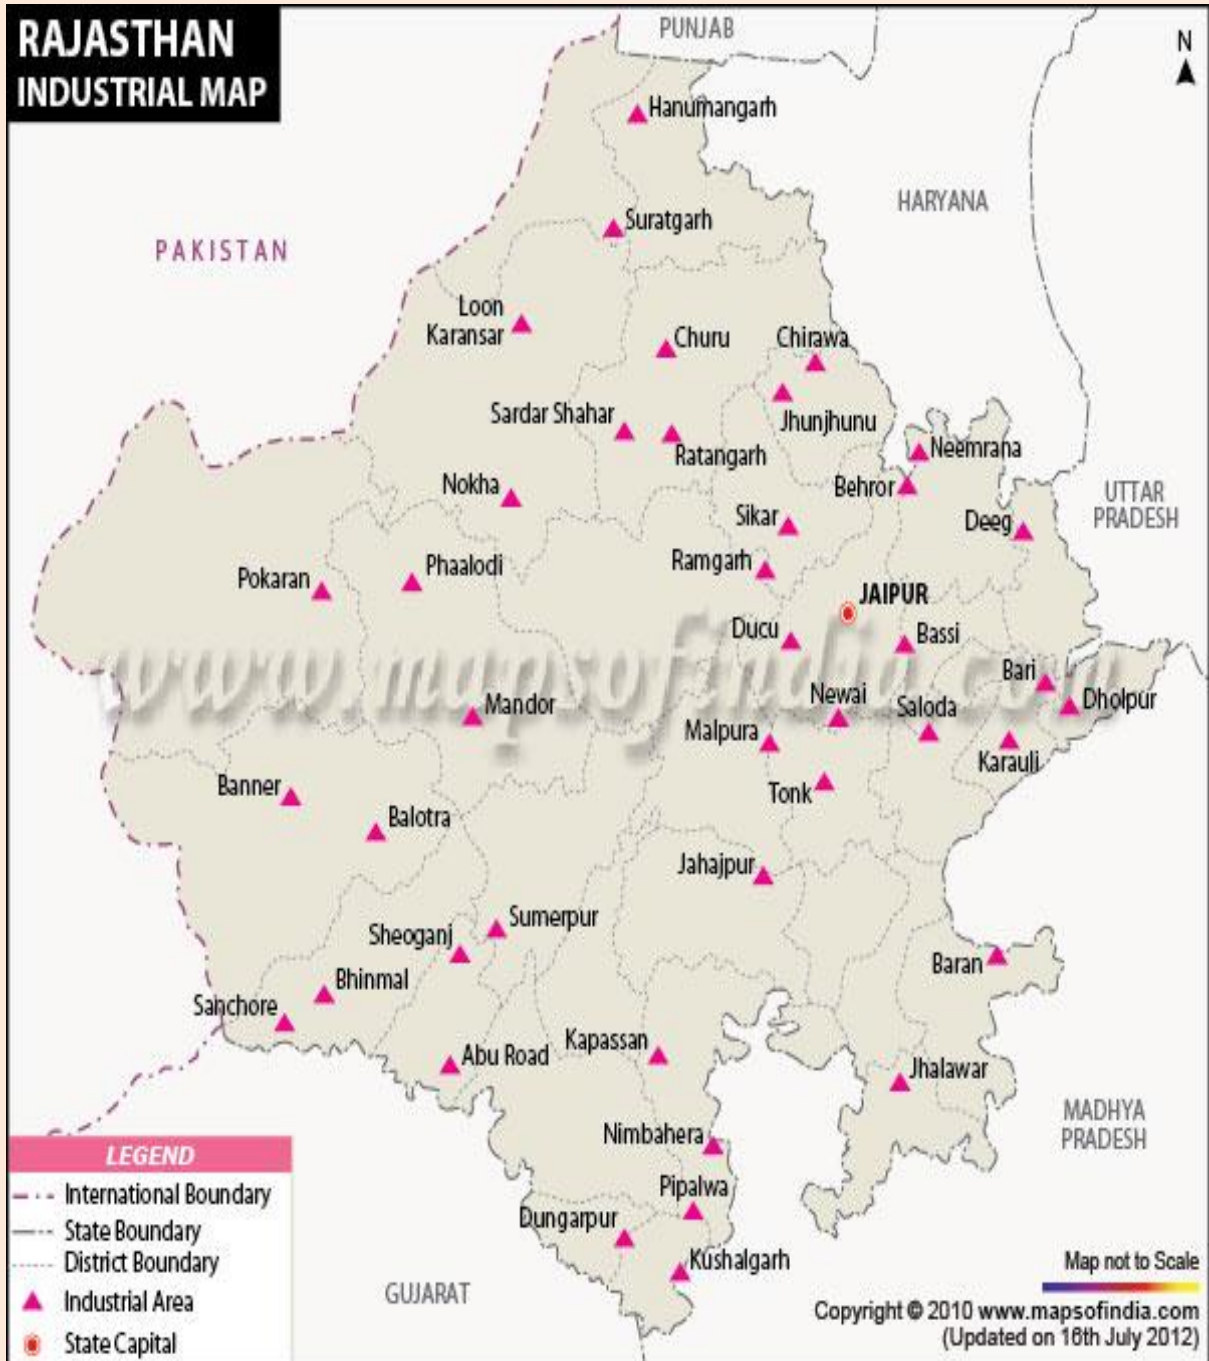 RAJASTHAN
INDUSTRIAL MAP
PUNJAB
N
Hanumangarh
HARYANA
Suratgarh
PAKISTAN
Loon
Karansar
Churu
Chirawa
Sardar Shahar
Jhunjhunu
Ratangarh
Neemrana
Nokha
Behror
UTTAR
PRADESH
Sikar
Deeg
Phaalodi
Ramgarh
Pokaran
JAIPUR
Ducu
Bassi
www.mapsofindia.com
Bari
Mandor
Newai
Saloda
Dholpur
Malpura
Karauli
Banner
Tonk
Balotra
Jahajpur
Sumerpur
Sheoganj
Baran
Bhinmal
Sanchore
Kapassan
Abu Road
Jhalawar
MADHYA
PRADESH
Nimbahera
Pipalwa
Dungarpur
Kushalgarh
GUJARAT
LEGEND
International Boundary
State Boundary
District Boundary
Industrial Area
State Capital
Map not to Scale
Copyright © 2010 www.mapsofindia.com
(Updated on 16th July 2012)